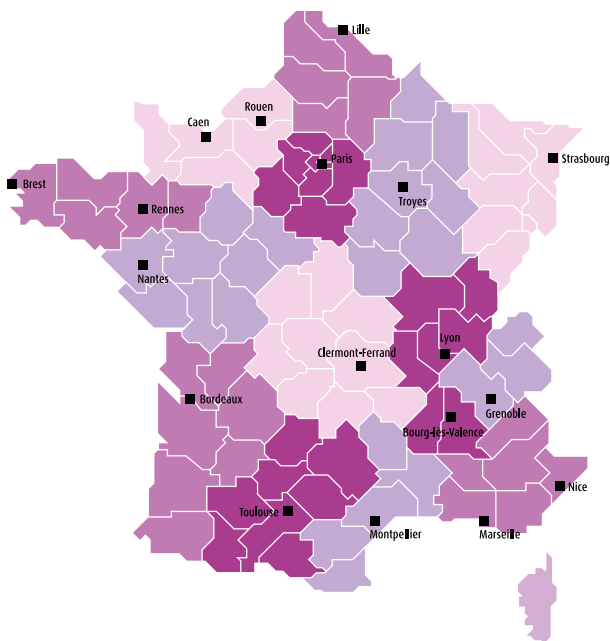 Lille
Rouen
Caen
Paris
Strasbourg
Brest
Troyes
Rennes
Nantes
Lyon
Clermont-Ferrand
Bordeaux
Grenoble
Bourg-lès-Valence
Nice
Toulouse
Montpellier
Marseille